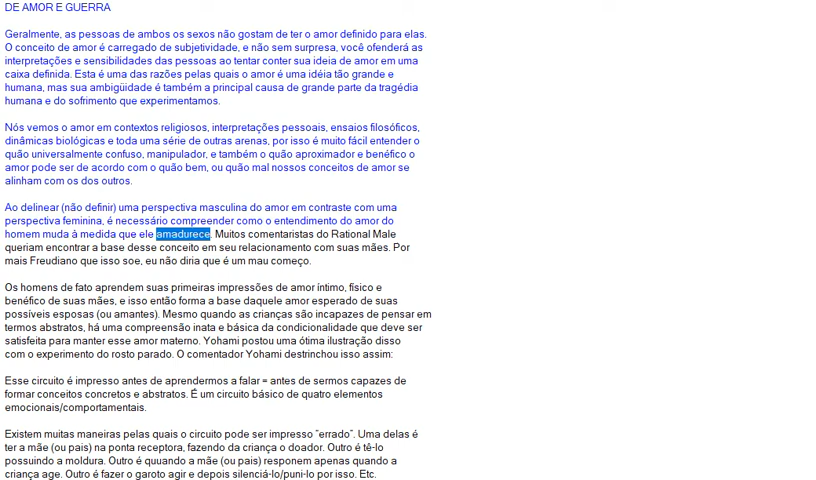 DE AMOR E GUERRA
Geralmente, as pessoas de ambos os sexos não gostam de ter o amor definido para elas.
O conceito de amor é carregado de subjetividade, e não sem surpresa, você ofenderá as
interpretações e sensibilidades das pessoas ao tentar conter sua ideia de amor em uma
caixa definida. Esta é uma das razões pelas quais o amor é uma idéia tão grande e
humana, mas sua ambigüidade é também a principal causa de grande parte da tragédia
humana e do sofrimento que experimentamos.
Nós vemos o amor em contextos religiosos, interpretações pessoais, ensaios filosóficos,
dinâmicas biológicas e toda uma série de outras arenas, por isso é muito fácil entender o
quão universalmente confuso, manipulador, e também o quão aproximador e benéfico o
amor pode ser de acordo com o quão bem, ou quão mal nossos conceitos de amor se
alinham com os dos outros.
Ao delinear (não definir) uma perspectiva masculina do amor em contraste com uma
perspectiva feminina, é necessário compreender como o entendimento do amor do
homem muda à medida que ele amadurece. Muitos comentaristas do Rational Male
queriam encontrar a base desse conceito em seu relacionamento com suas mães. Por
mais Freudiano que isso soe, eu não diria que é um mau começo.
Os homens de fato aprendem suas primeiras impressões de amor íntimo, físico e
benéfico de suas mães, e isso então forma a base daquele amor esperado de suas
possíveis esposas (ou amantes). Mesmo quando as crianças são incapazes de pensar em
termos abstratos, há uma compreensão inata e básica da condicionalidade que deve ser
satisfeita para manter esse amor materno. Yohami postou uma ótima ilustração disso
com o experimento do rosto parado. O comentador Yohami destrinchou isso assim:
Esse circuito é impresso antes de aprendermos a falar = antes de sermos capazes de
formar conceitos concretos e abstratos. É um circuito básico de quatro elementos
emocionais/comportamentais.
Existem muitas maneiras pelas quais o circuito pode ser impresso "errado". Uma delas é
ter a mãe (ou pais) na ponta receptora, fazendo da criança o doador. Outro é tê-lo
possuindo a moldura. Outro é quuando a mãe (ou pais) responem apenas quando a
criança age. Outro é fazer o garoto agir e depois silenciá-lo/puni-lo por isso. Etc.